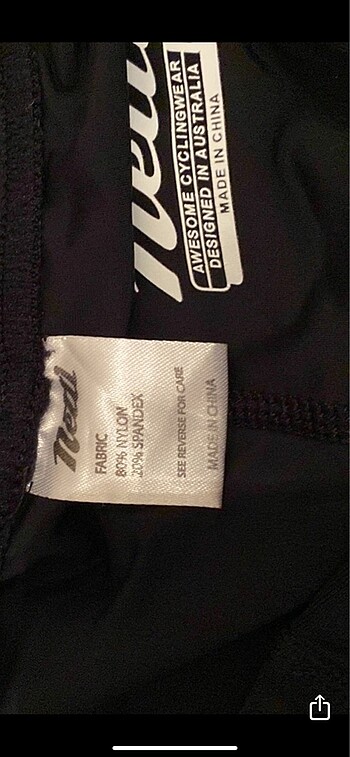 AWESOME CYCLINGWEAR
DESIGNED IN AUSTRALIA
MADE IN CHINA
FABRIC
80% NYLON
20% SPANDEX
SEE REVERSE FOR CARE
MADE IN CHINA